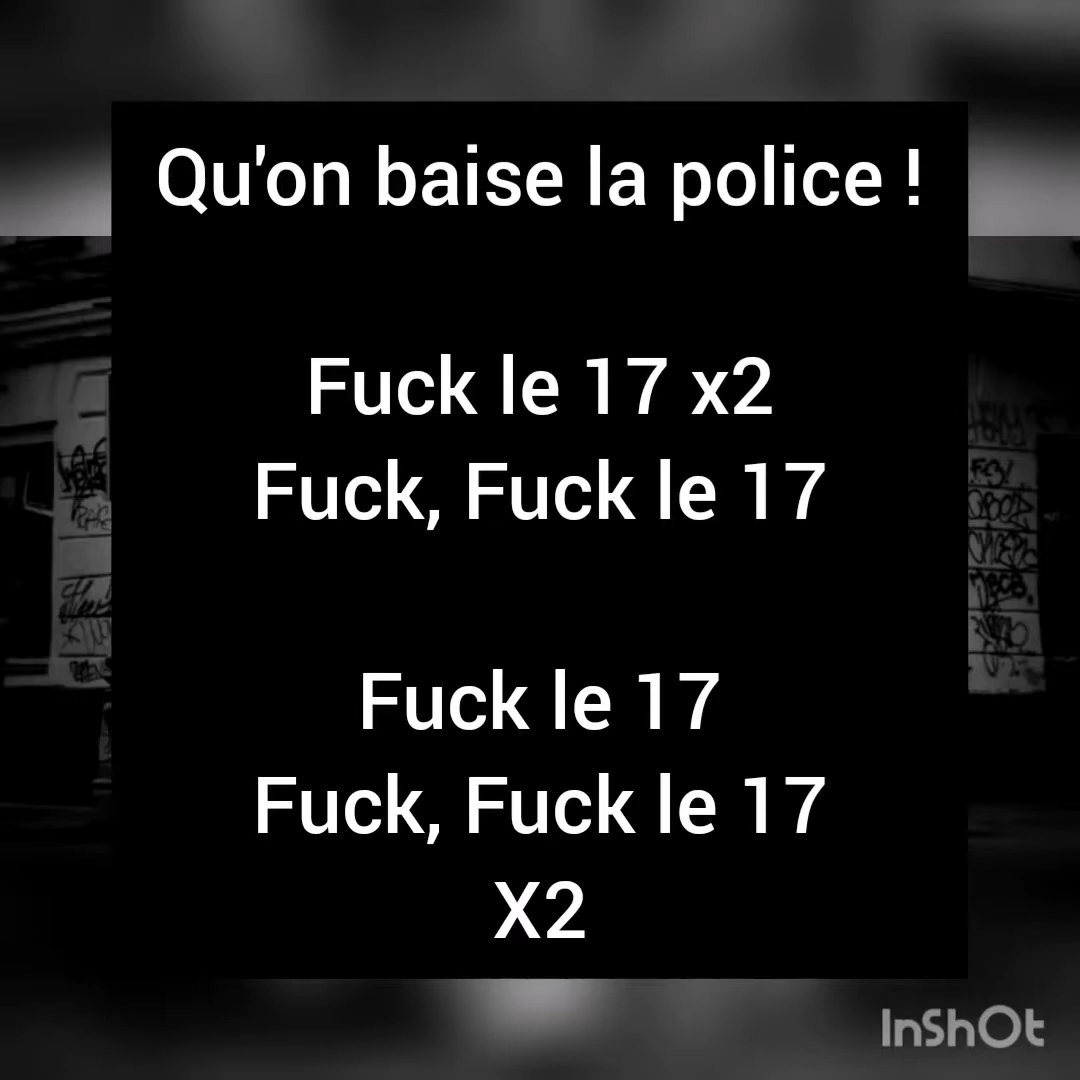 Qu'on baise la police !
Fuck le 17 x2
Fuck, Fuck le 17
Fuck le 17
Fuck, Fuck le 17
X2
InShOt